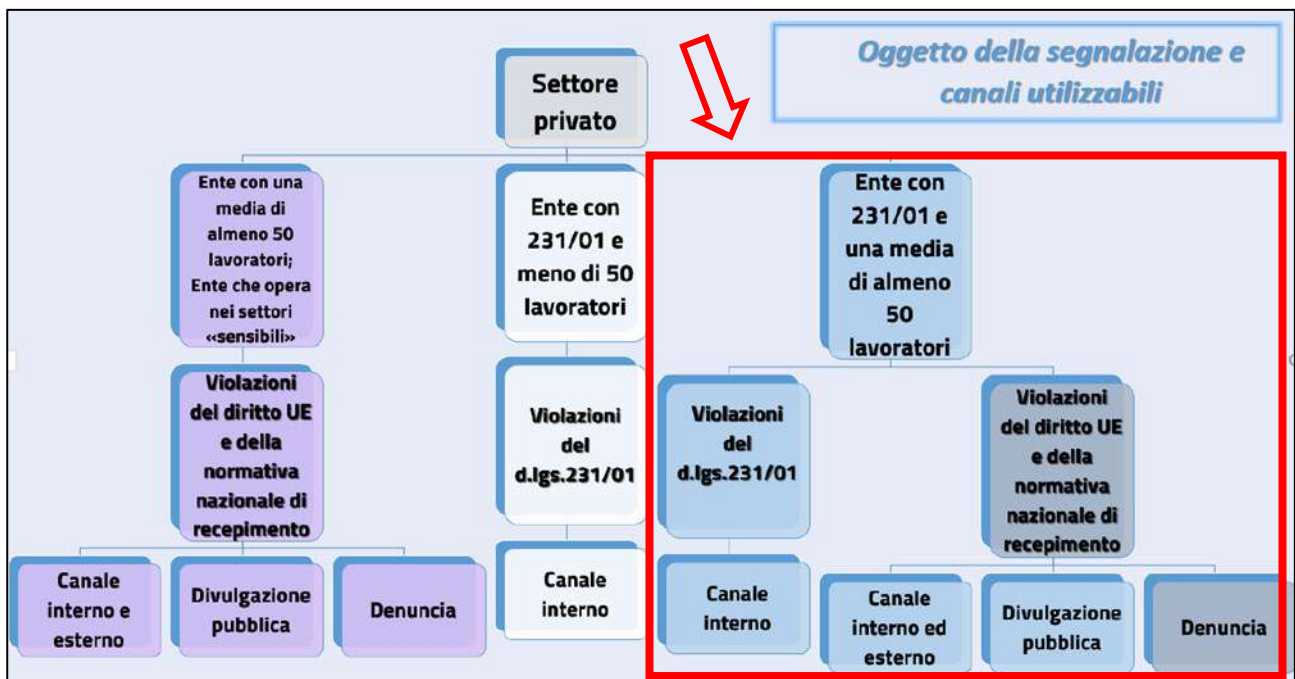 Oggetto della segnalazione e
canali utilizzabili
Settore
privato
Ente con una
media di
almeno 50
lavoratori;
Ente che opera
nei settori
«sensibili»
Ente con
231/01 e
meno di 50
lavoratori
Ente con
231/01 e
una media
di almeno
50
lavoratori
Violazioni
del diritto UE
e della
normativa
nazionale di
recepimento
Violazioni
del
d.lgs.231/01
Violazioni
del
d.lgs.231/01
Violazioni
del diritto UE
e della
normativa
nazionale di
recepimento
Canale
interno e
esterno
Divulgazione
pubblica
Denuncia
Canale
interno
Canale
interno
Canale
interno ed
esterno
Divulgazione
pubblica
Denuncia